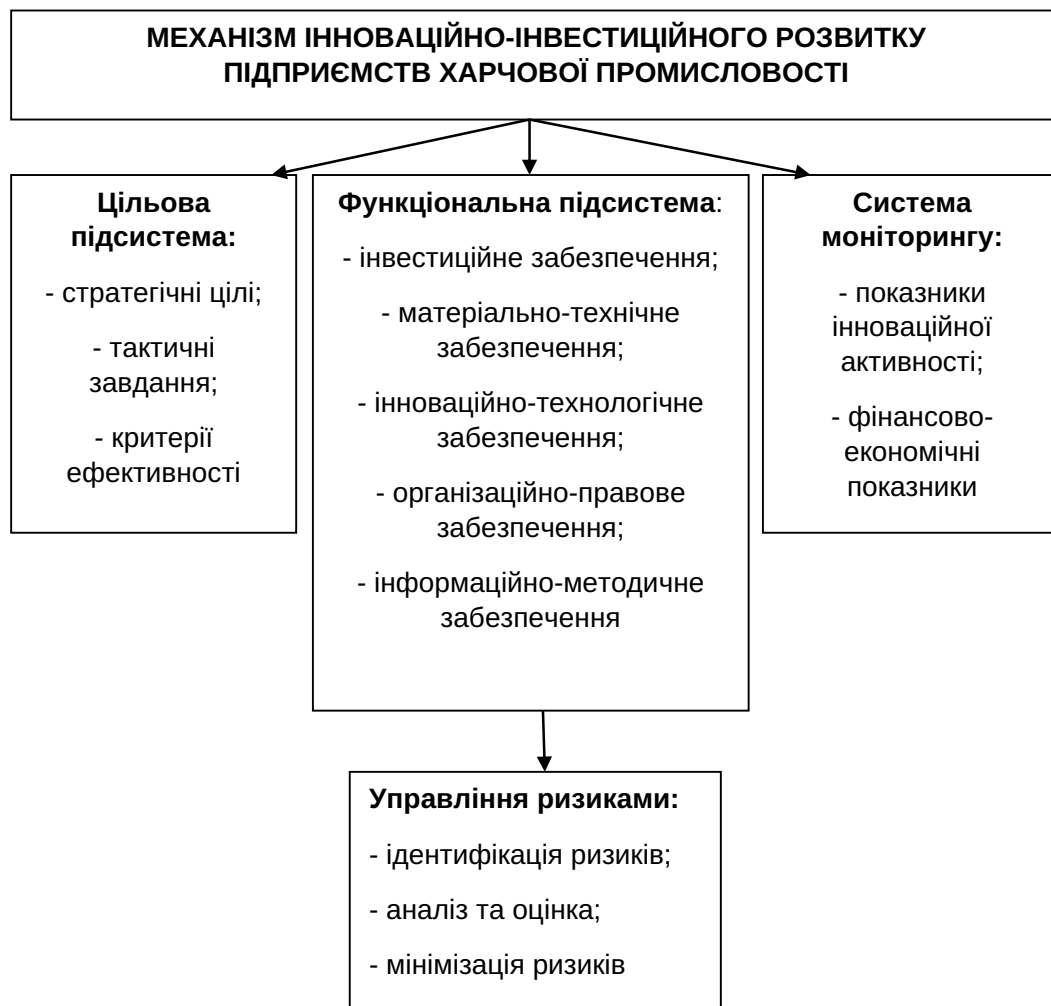 МЕХАНІЗМ ІННОВАЦІЙНО-ІНВЕСТИЦІЙНОГО РОЗВИТКУ
ПІДПРИЄМСТВ ХАРЧОВОЇ ПРОМИСЛОВОСТІ
Цільова
підсистема:
- стратегічні цілі;
- тактичні
завдання;
- критерії
ефективності
Функціональна підсистема:
- інвестиційне забезпечення;
- матеріально-технічне
забезпечення;
- інноваційно-технологічне
забезпечення;
- організаційно-правове
забезпечення;
- інформаційно-методичне
забезпечення
Система
моніторингу:
- показники
інноваційної
активності;
- фінансово-
економічні
показники
Управління ризиками:
- ідентифікація ризиків;
- аналіз та оцінка;
- мінімізація ризиків